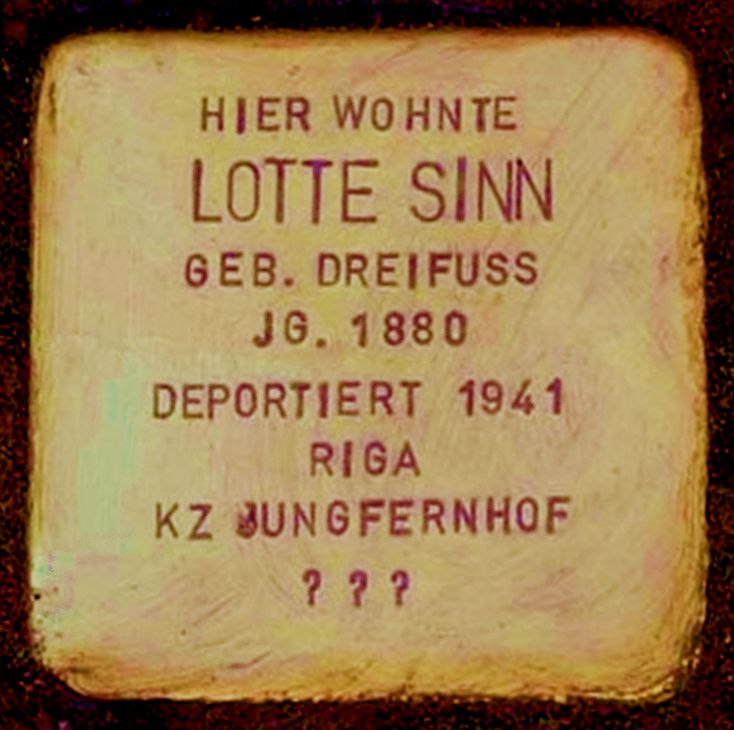 HIER WOHNTE
LOTTE SINN
GEB. DREIFUSS
JG. 1880
DEPORTIERT 1941
RIGA
KZ JUNGFERNHOF
? ? ?